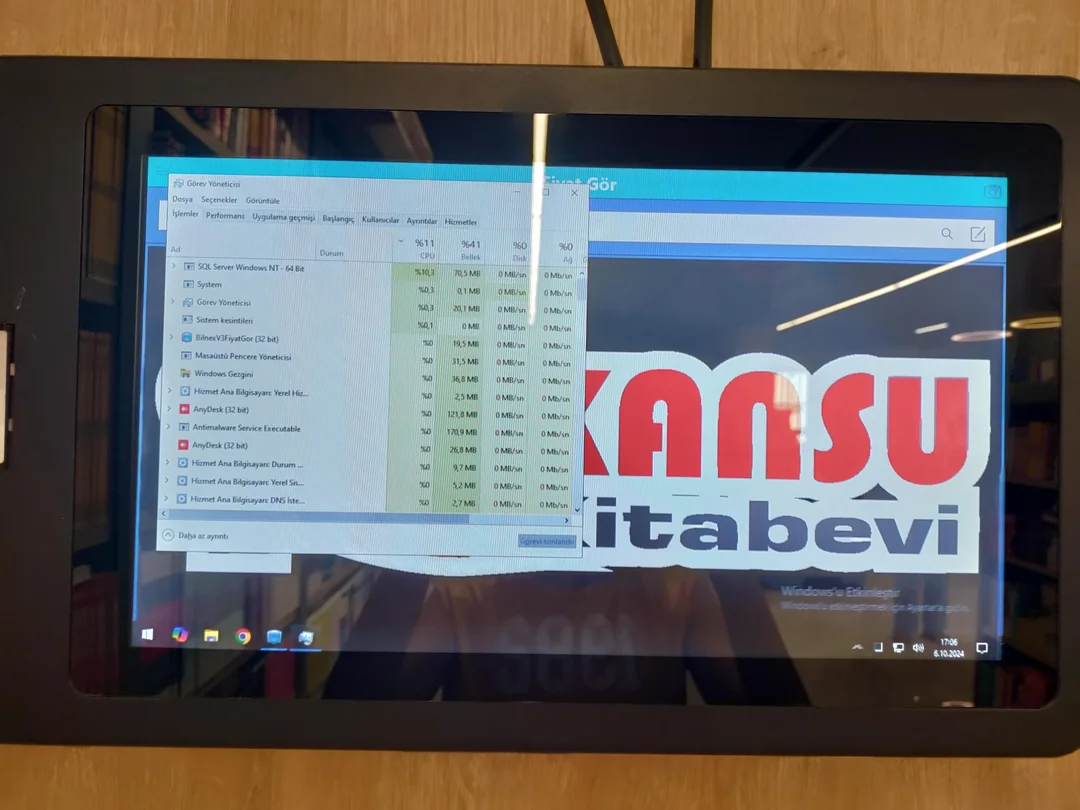 Fiyat Gör
Görev Yöneticisi
Dosya Seçenekler Görüntüle
İşlemler Performans Uygulama geçmişi Başlangıç Kullanıcılar Ayrıntılar Hizmetler
%11 %41 %0 %0
Ad Durum CPU Bellek Disk Ağ
SQL Server Windows NT - 64 Bit %10,3 70,5 MB 0 MB/sn 0 Mb/sn
System %0,3 0,1 MB 0 MB/sn 0 Mb/sn
Görev Yöneticisi %0,3 20,1 MB 0 MB/sn 0 Mb/sn
Sistem kesintileri %0,1 0 MB 0 MB/sn 0 Mb/sn
BilnexV3FiyatGor (32 bit) %0 19,5 MB 0 MB/sn 0 Mb/sn
Masaüstü Pencere Yöneticisi %0 31,5 MB 0 MB/sn 0 Mb/sn
Windows Gezgini %0 36,8 MB 0 MB/sn 0 Mb/sn
Hizmet Ana Bilgisayarı: Yerel Hiz... %0 2,5 MB 0 MB/sn 0 Mb/sn
AnyDesk (32 bit) %0 121,8 MB 0 MB/sn 0 Mb/sn
Antimalware Service Executable %0 170,9 MB 0 MB/sn 0 Mb/sn
AnyDesk (32 bit) %0 26,8 MB 0 MB/sn 0 Mb/sn
Hizmet Ana Bilgisayarı: Durum ... %0 9,7 MB 0 MB/sn 0 Mb/sn
Hizmet Ana Bilgisayarı: Yerel Sis... %0 5,2 MB 0 MB/sn 0 Mb/sn
Hizmet Ana Bilgisayarı: DNS İste... %0 2,7 MB 0 MB/sn 0 Mb/sn
Daha az ayrıntı Görevi sonlandır
KANSU
Kitabevi
Windows'u Etkinleştir
Windows'u etkinleştirmek için Ayarlar'a gidin.
17:06
6.10.2024